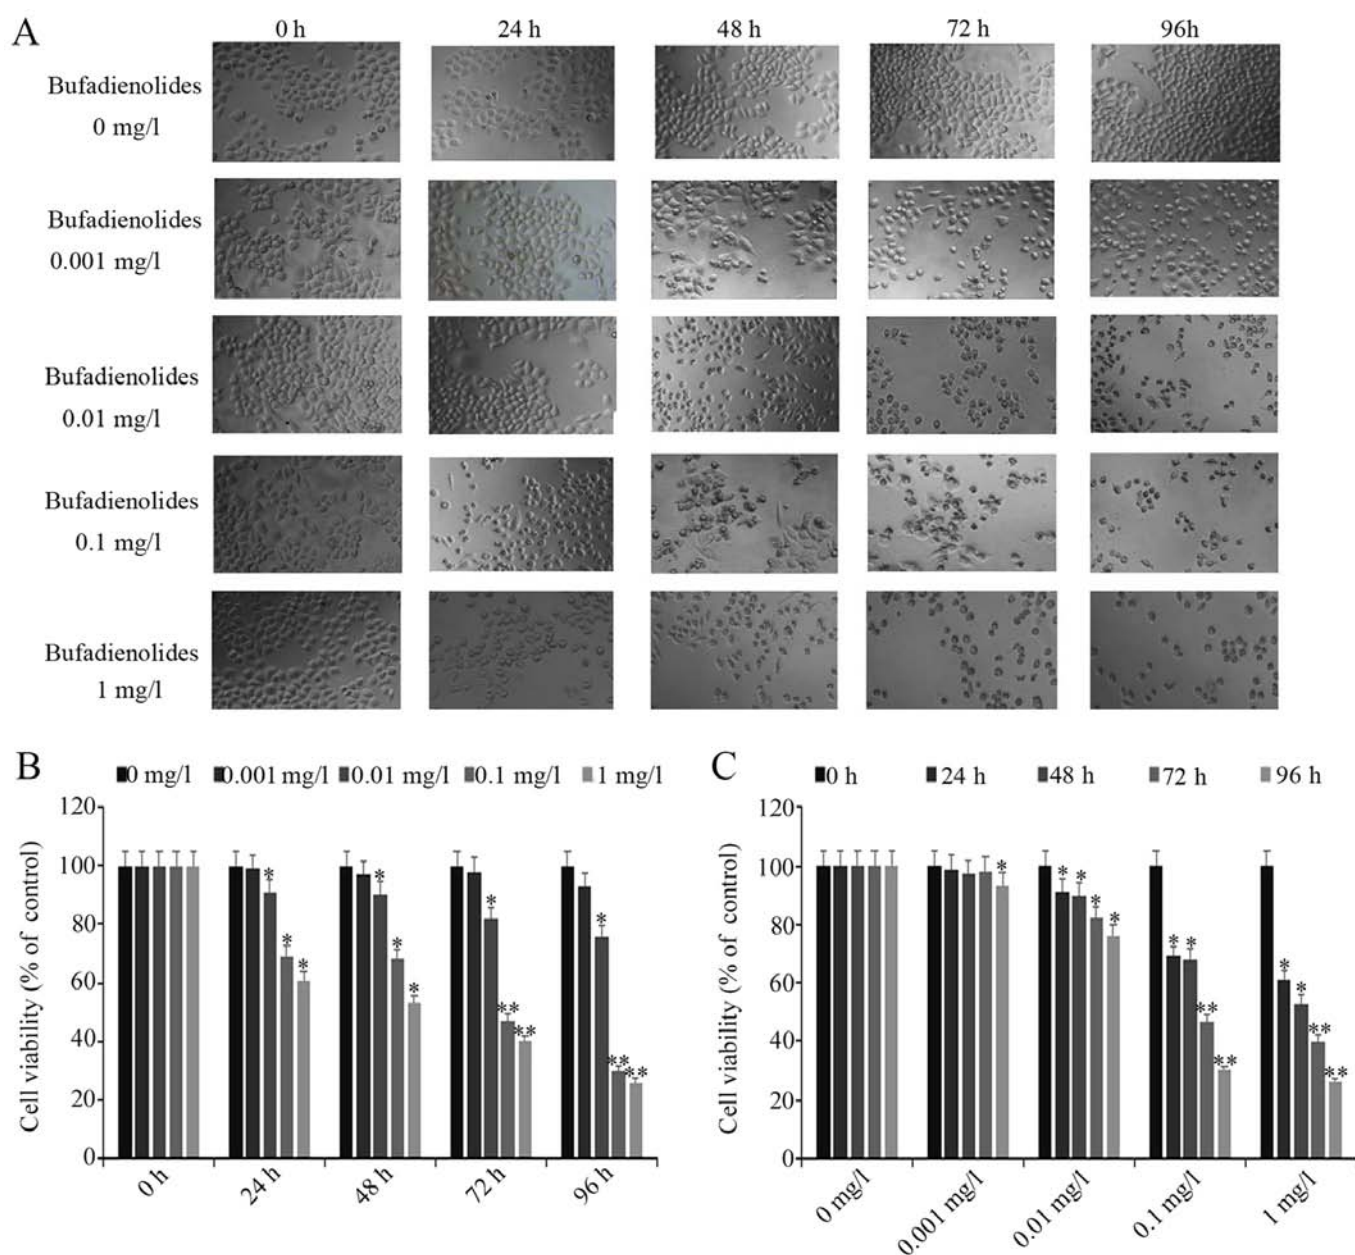 A
0 h 24 h 48 h 72 h 96h
Bufadienolides
0 mg/l
Bufadienolides
0.001 mg/l
Bufadienolides
0.01 mg/l
Bufadienolides
0.1 mg/l
Bufadienolides
1 mg/l
B
0 mg/l 0.001 mg/l 0.01 mg/l 0.1 mg/l 1 mg/l
Cell viability (% of control)
120
100
80
60
40
20
0
* * *
* * *
* ** **
* ** **
0 h 24 h 48 h 72 h 96 h
C
0 h 24 h 48 h 72 h 96 h
Cell viability (% of control)
120
100
80
60
40
20
0
*
* * * *
* * ** **
* * ** **
0 mg/l 0.001 mg/l 0.01 mg/l 0.1 mg/l 1 mg/l